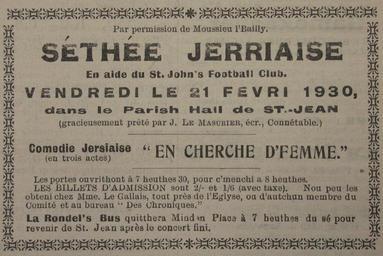 Par permission de Moussieu l'Bailly.
SÉTHÉE JERRIAISE
En aide du St. John's Football Club.
VENDREDI LE 21 FEVRI 1930,
dans le Parish Hall de ST.-JEAN
(gracieusement prêté par J. LE MASURIER, écr., Connétable.)
Comedie Jersiaise "EN CHERCHE D'FEMME."
(en trois actes)
Les portes ouvrithont à 7 hethes 30, pour c'menchi a 8 heuthes.
LES BILLETS D'ADMISSION sont 2/- et 1/6 (avec taxe). Nou peu les
obteni chez Mme. Le Gallais, tout près de l'Eglyse, ou d'autchun membre du
Comité et au bureau "Des Chroniques."
La Rondel's Bus quitthera Minden Place à 7 heuthes du sé pour
revenir de St. Jean après le concert fini.